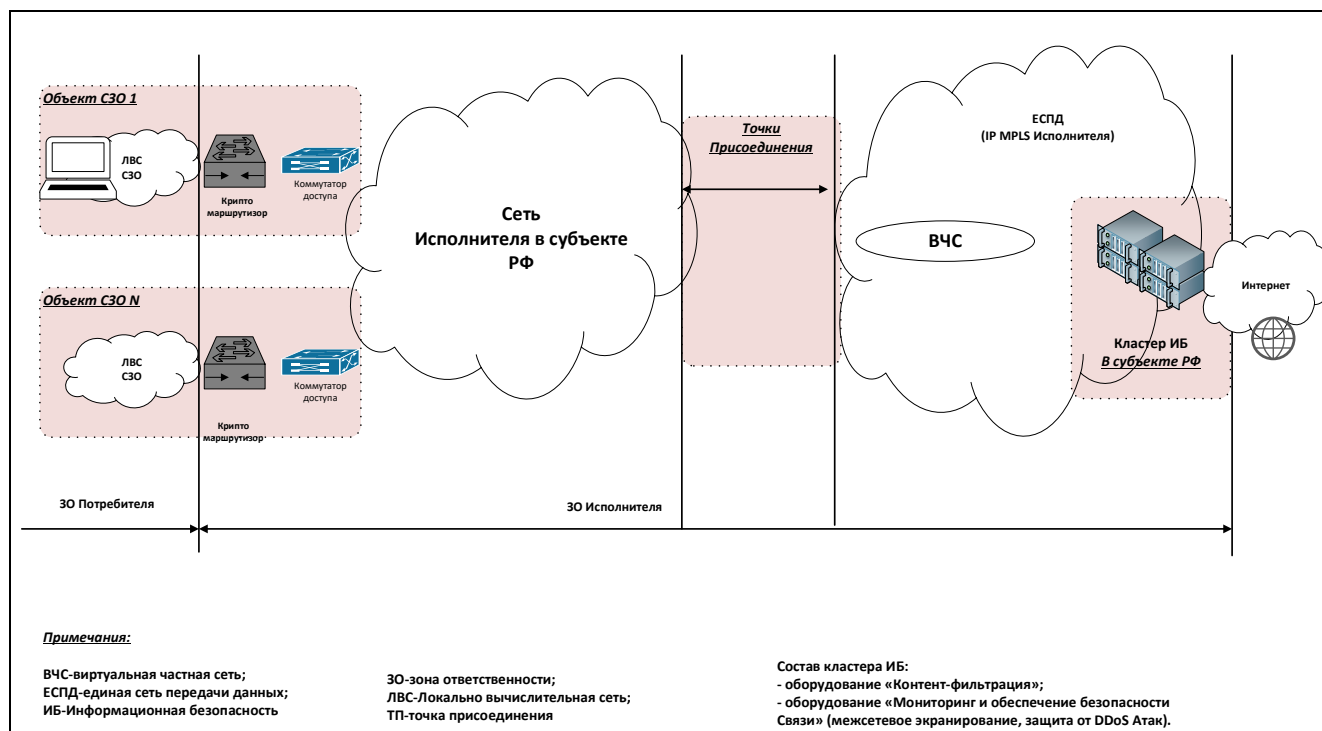 Объект СЗО 1
ЛВС
СЗО
Крипто
маршрутизор
Коммутатор
доступа
Объект СЗО N
ЛВС
СЗО
Крипто
маршрутизор
Коммутатор
доступа
Сеть
Исполнителя в субъекте
РФ
Точки
Присоединения
ЕСПД
(IP MPLS Исполнителя)
ВЧС
Кластер ИБ
В субъекте РФ
Интернет
ЗО Потребителя
ЗО Исполнителя
Примечания:
ВЧС-виртуальная частная сеть;
ЕСПД-единая сеть передачи данных;
ИБ-Информационная безопасность
ЗО-зона ответственности;
ЛВС-Локально вычислительная сеть;
ТП-точка присоединения
Состав кластера ИБ:
- оборудование «Контент-фильтрация»;
- оборудование «Мониторинг и обеспечение безопасности
Связи» (межсетевое экранирование, защита от DDoS Атак).